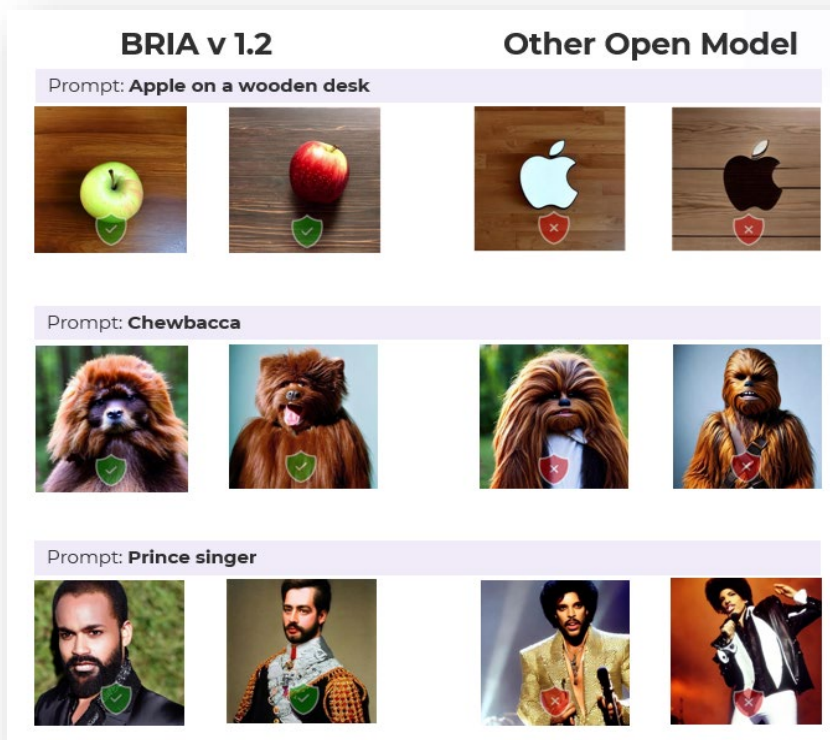 BRIA v 1.2
Other Open Model
Prompt: Apple on a wooden desk
Prompt: Chewbacca
Prompt: Prince singer